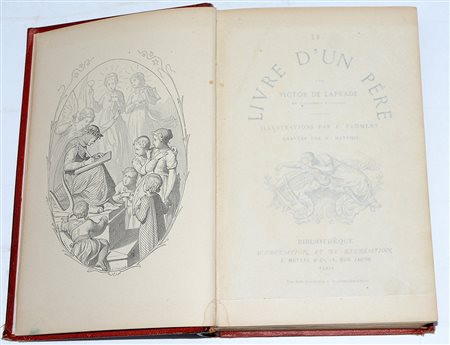 LE
LIVRE D'UN PÈRE
PAR
VICTOR DE LAPRADE
ILLUSTRATIONS PAR E. FROMENT
BIBLIOTHÈQUE
D'ÉDUCATION ET DE RÉCRÉATION
J. HETZEL & Cie, 18, RUE JACOB
PARIS